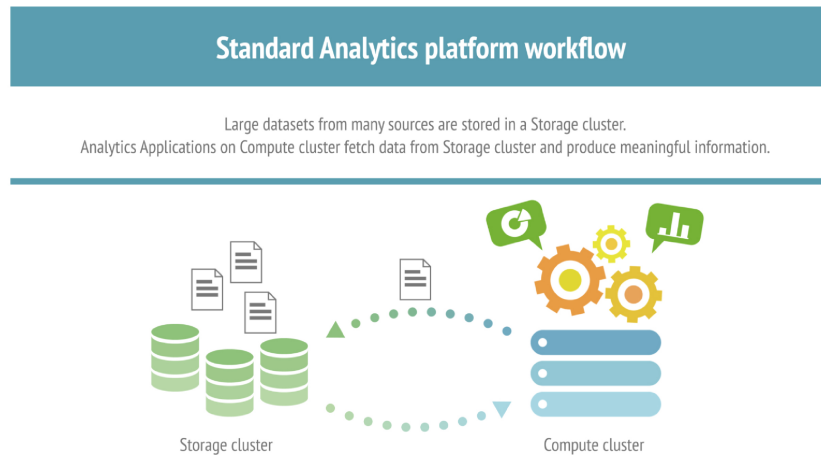 Standard Analytics platform workflow
Large datasets from many sources are stored in a Storage cluster.
Analytics Applications on Compute cluster fetch data from Storage cluster and produce meaningful information.
Storage cluster
Compute cluster